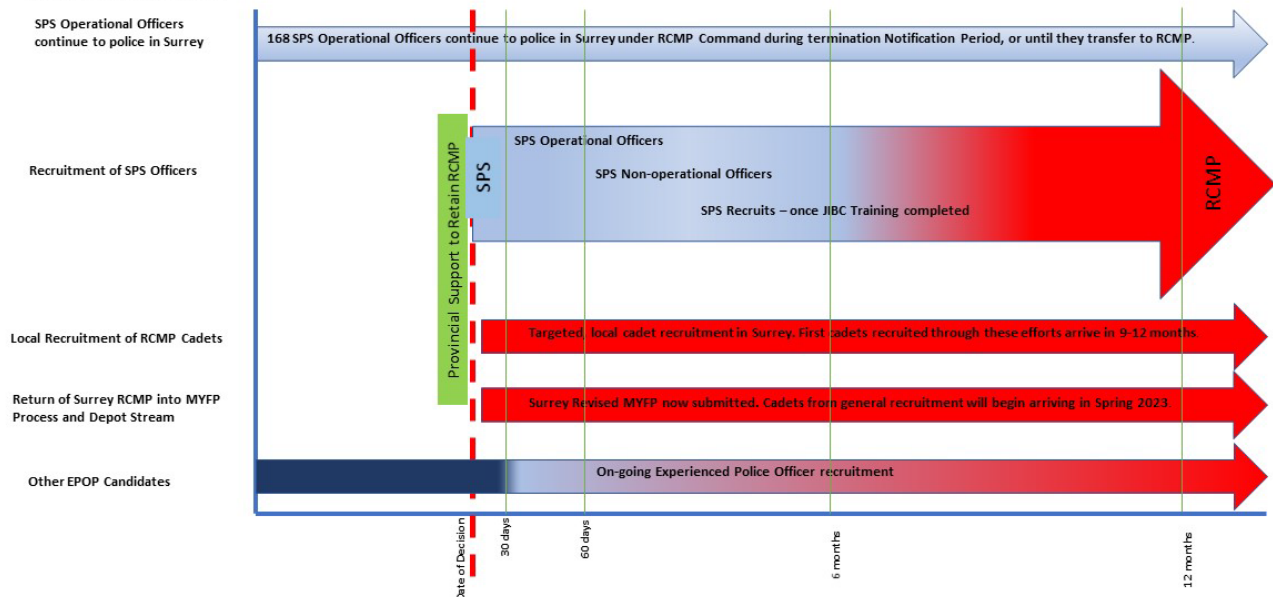 SPS Operational Officers
continue to police in Surrey
168 SPS Operational Officers continue to police in Surrey under RCMP Command during termination Notification Period, or until they transfer to RCMP.
Recruitment of SPS Officers
Provincial Support to Retain RCMP
SPS
SPS Operational Officers
SPS Non-operational Officers
SPS Recruits – once JIBC Training completed
RCMP
Local Recruitment of RCMP Cadets
Targeted, local cadet recruitment in Surrey. First cadets recruited through these efforts arrive in 9-12 months.
Return of Surrey RCMP into MYFP
Process and Depot Stream
Surrey Revised MYFP now submitted. Cadets from general recruitment will begin arriving in Spring 2023.
Other EPOP Candidates
On-going Experienced Police Officer recruitment
Date of Decision
30 days
60 days
6 months
12 months